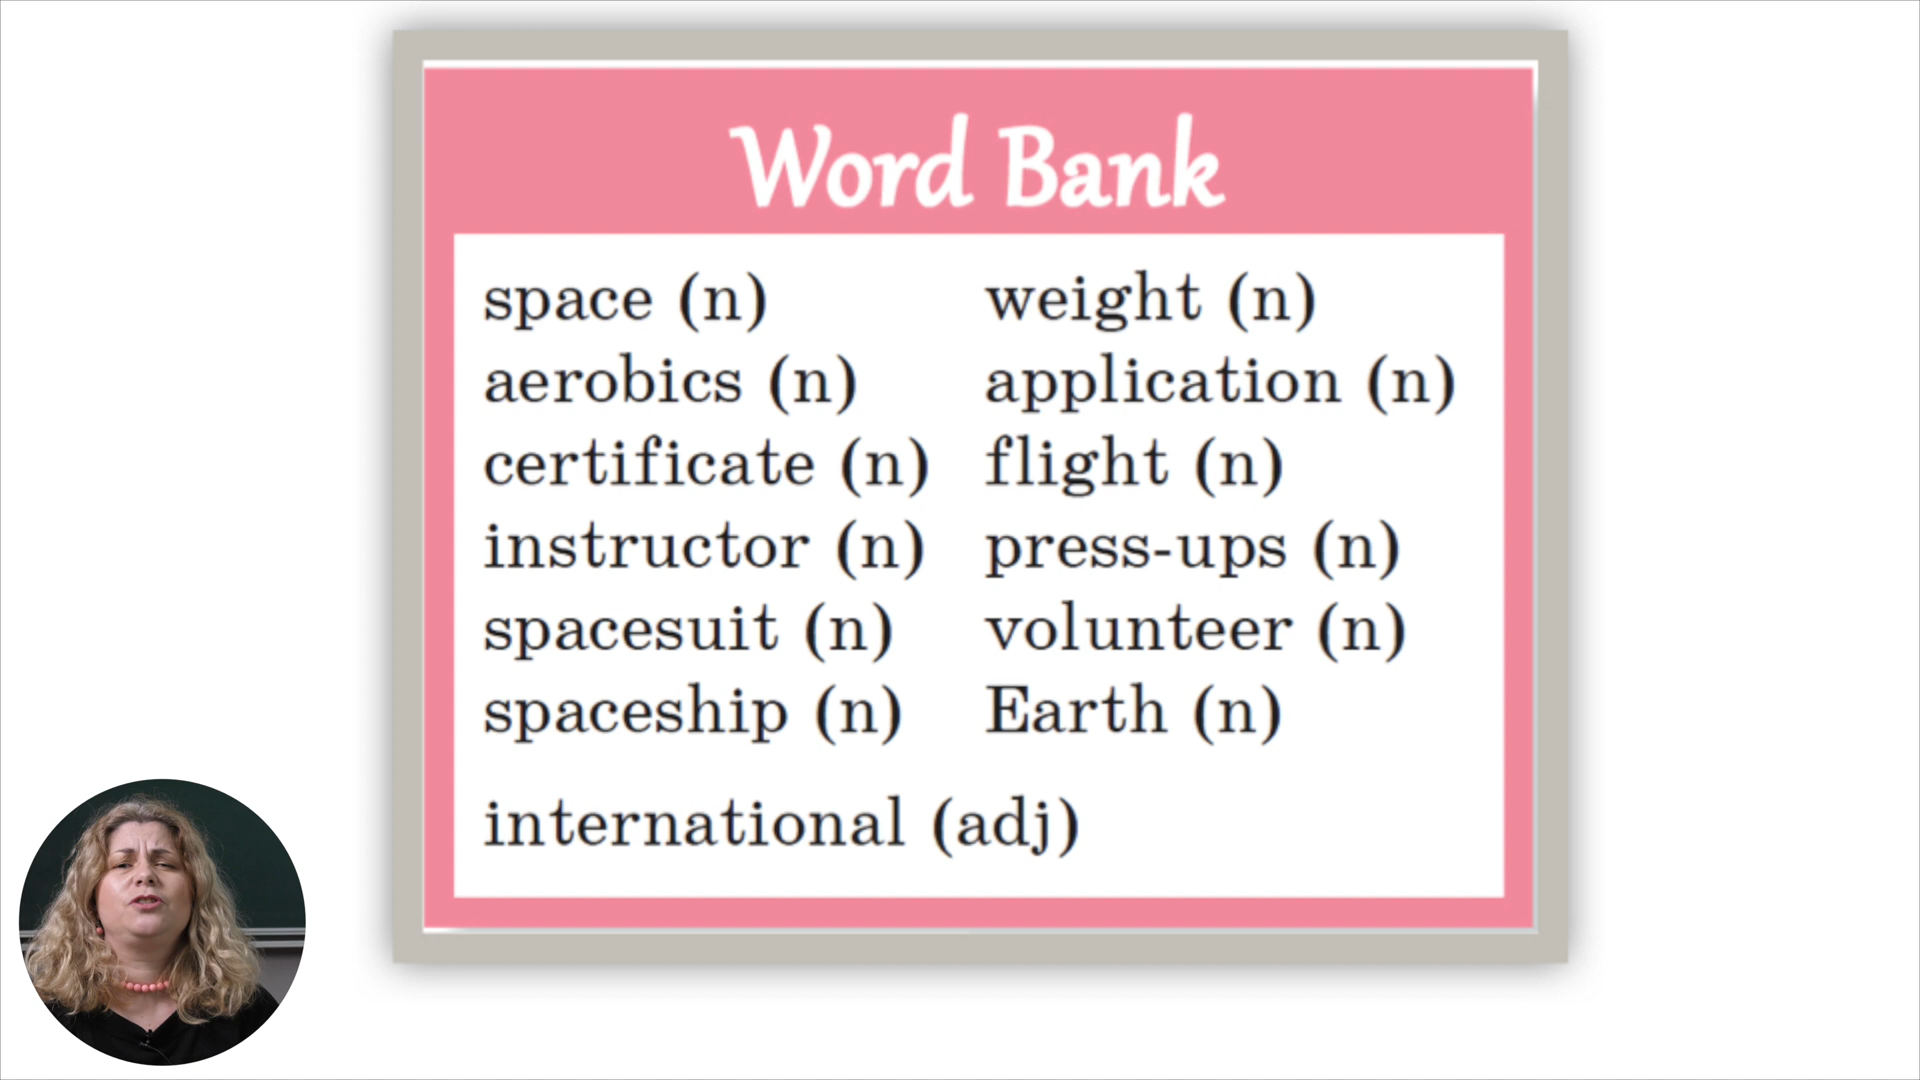 Word Bank
space (n)
aerobics (n)
certificate (n)
instructor (n)
spacesuit (n)
spaceship (n)
weight (n)
application (n)
flight (n)
press-ups (n)
volunteer (n)
Earth (n)
international (adj)